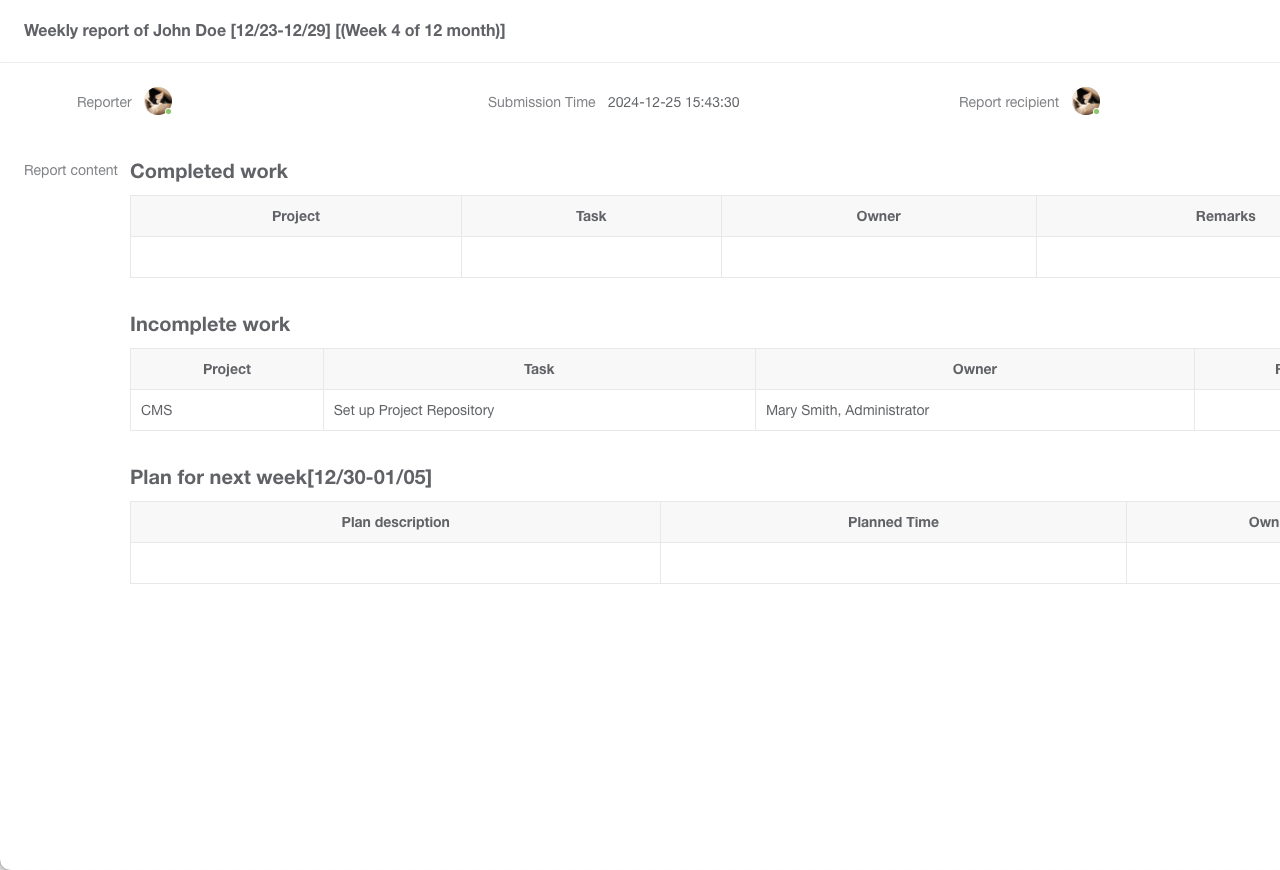 Weekly report of John Doe [12/23-12/29] [(Week 4 of 12 month)]
Reporter Submission Time 2024-12-25 15:43:30 Report recipient
Report content Completed work
Project Task Owner Remarks
Incomplete work
Project Task Owner
CMS Set up Project Repository Mary Smith, Administrator
Plan for next week[12/30-01/05]
Plan description Planned Time